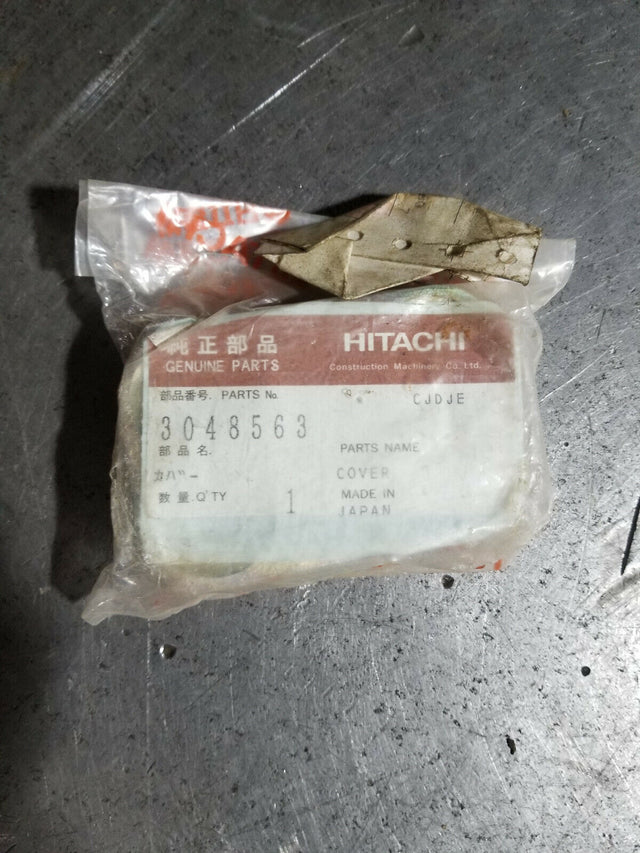 純正部品 HITACHI
GENUINE PARTS Construction Machinery Co. Ltd.
部品番号. PARTS No. CJDJE
3048563
部品名. PARTS NAME
カバー COVER
数量.Q'TY 1 MADE IN
JAPAN